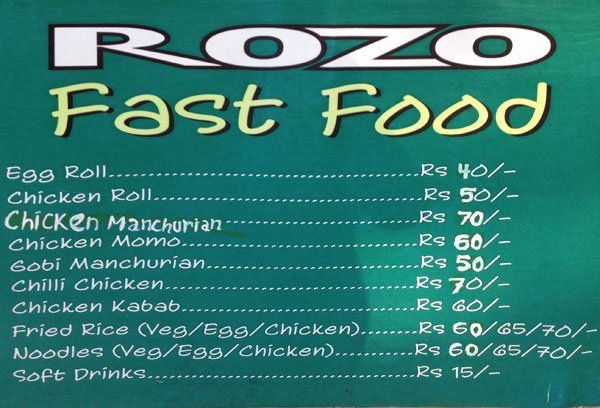 ROZO
Fast Food
Egg Roll..........Rs 40/-
Chicken Roll..........Rs 50/-
Chicken Manchurian..........Rs 70/-
Chicken Momo..........Rs 60/-
Gobi Manchurian..........Rs 50/-
Chilli Chicken..........Rs 70/-
Chicken Kabab..........Rs 60/-
Fried Rice (Veg/Egg/Chicken)..........Rs 60/65/70/-
Noodles (Veg/Egg/Chicken)..........Rs 60/65/70/-
Soft Drinks..........Rs 15/-